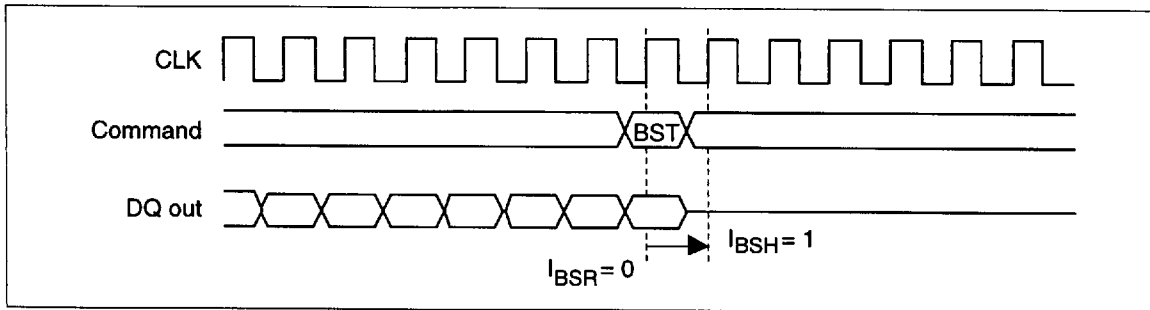 CLK
Command
BST
DQ out
IBSR = 0
IBSH = 1